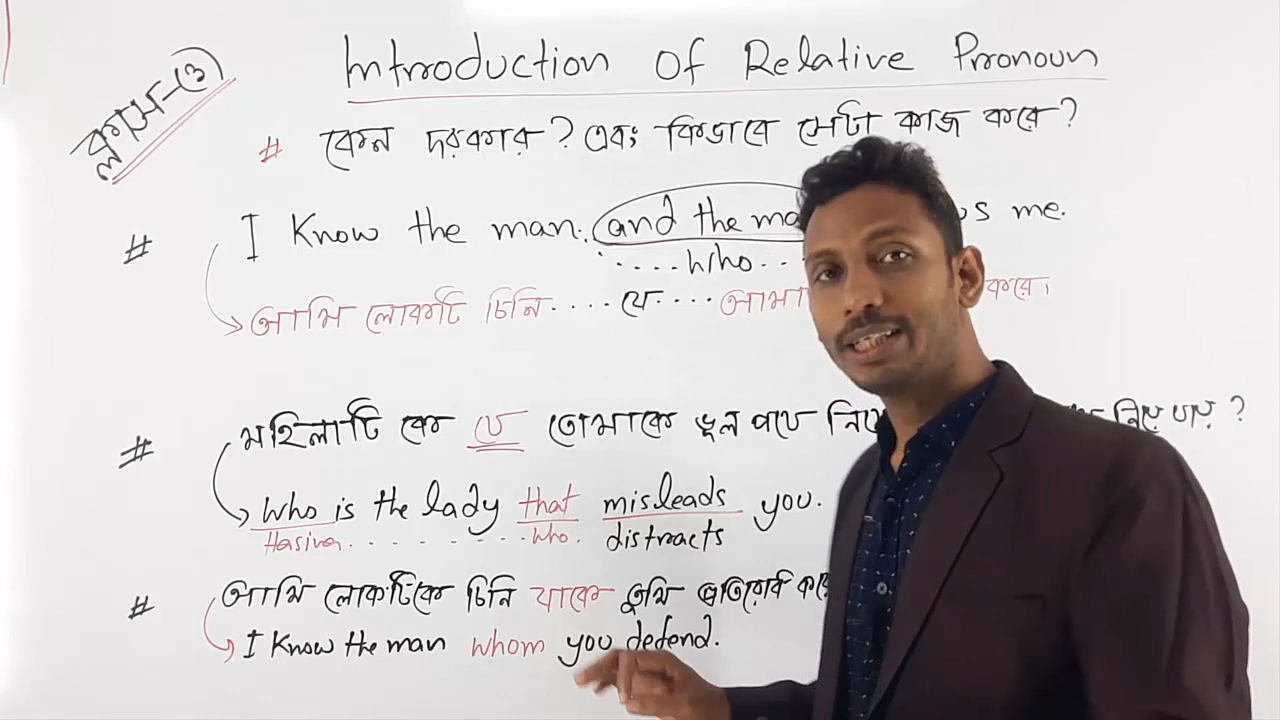 ক্লাস-(৩)
Introduction Of Relative Pronoun
# কেন দরকার? এবং কিভাবে সেটা কাজ করে?
# I Know the man. and the ma s me.
.....Who..
আমি লোকটি চিনি....যে....আমা করে।
# মহিলাটি কে যে তোমাকে ভুল পথে নিয়ে নিয়ে যায়?
Who is the lady that misleads you.
Hasina........who. distracts
# আমি লোকটিকে চিনি যাকে তুমি প্রতিরোধ করো
I Know the man whom you defend.